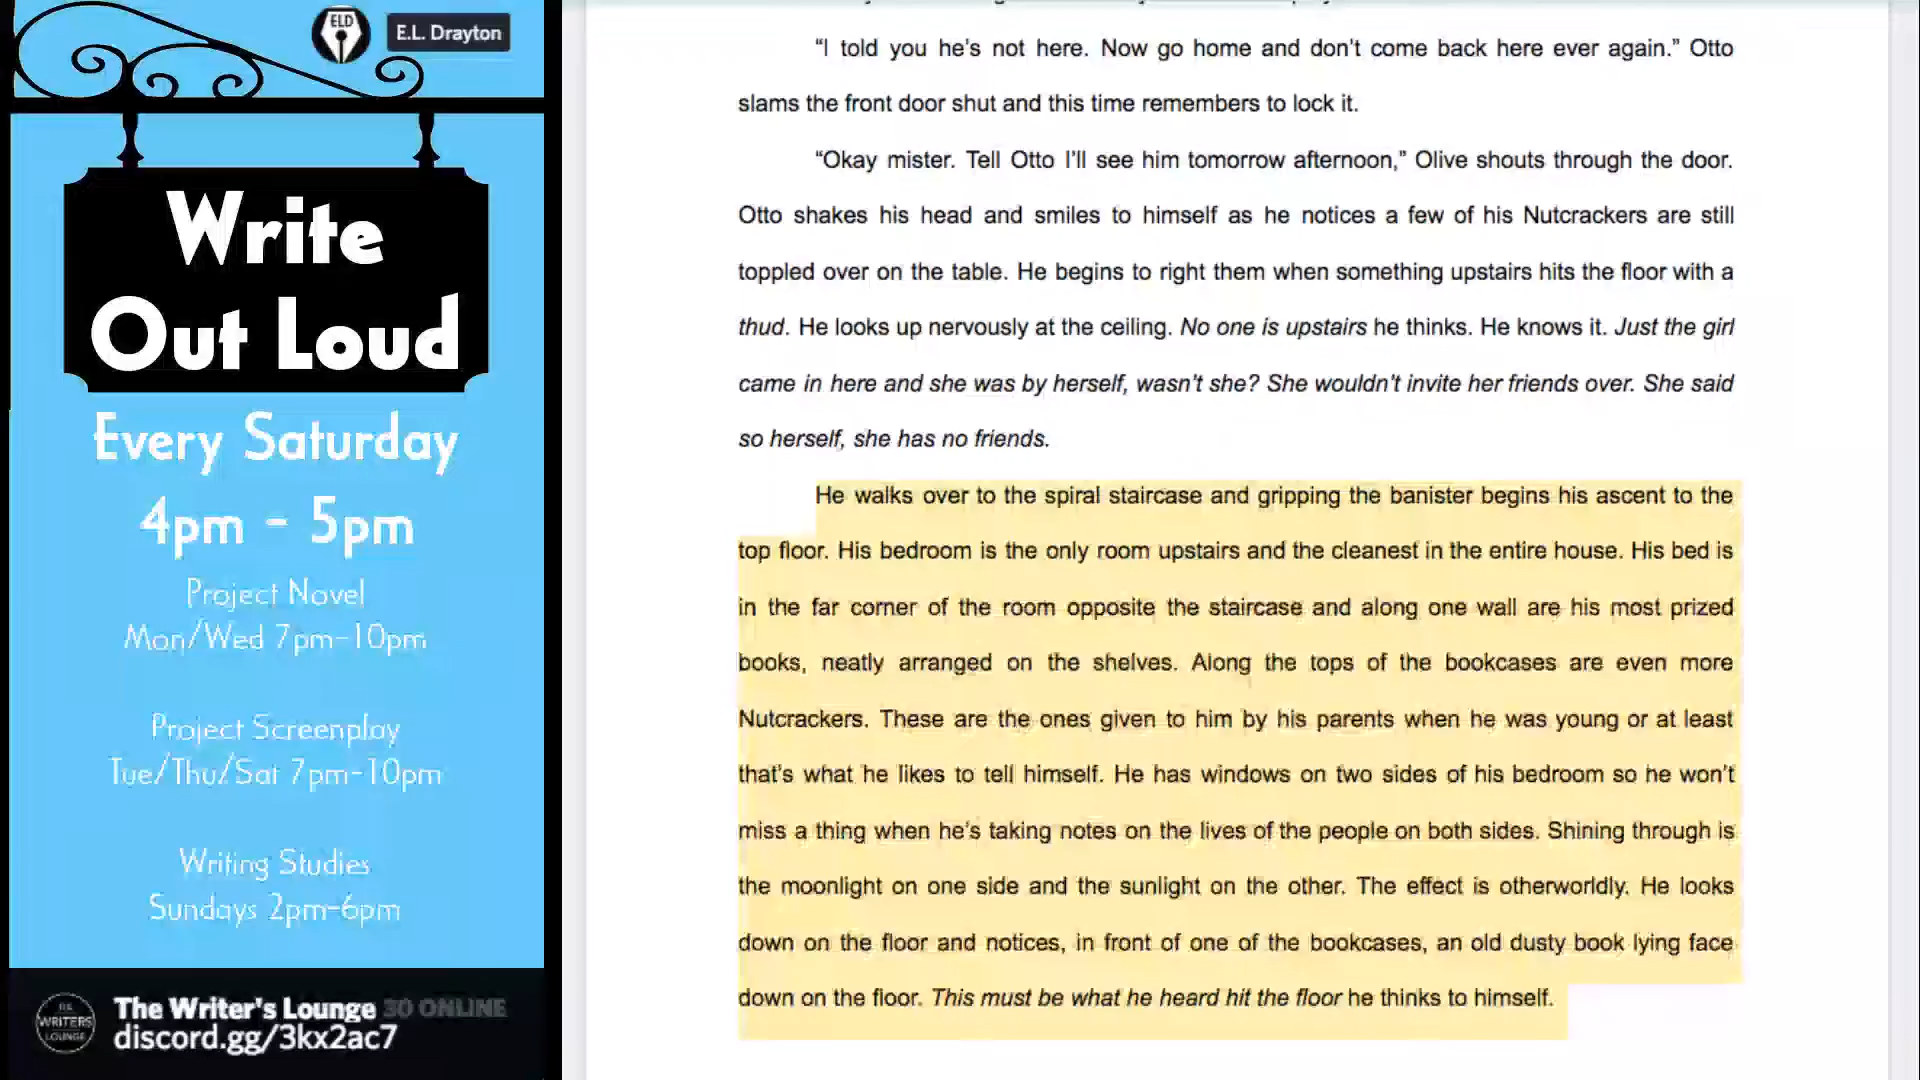 ELD
E.L. Drayton
Write
Out Loud
Every Saturday
4pm - 5pm
Project Novel
Mon/Wed 7pm-10pm
Project Screenplay
Tue/Thu/Sat 7pm-10pm
Writing Studies
Sundays 2pm-6pm
WRITERS
LOUNGE
The Writer's Lounge 30 ONLINE
discord.gg/3kx2ac7
“I told you he’s not here. Now go home and don’t come back here ever again.” Otto
slams the front door shut and this time remembers to lock it.
“Okay mister. Tell Otto I’ll see him tomorrow afternoon,” Olive shouts through the door.
Otto shakes his head and smiles to himself as he notices a few of his Nutcrackers are still
toppled over on the table. He begins to right them when something upstairs hits the floor with a
thud. He looks up nervously at the ceiling. No one is upstairs he thinks. He knows it. Just the girl
came in here and she was by herself, wasn’t she? She wouldn’t invite her friends over. She said
so herself, she has no friends.
He walks over to the spiral staircase and gripping the banister begins his ascent to the
top floor. His bedroom is the only room upstairs and the cleanest in the entire house. His bed is
in the far corner of the room opposite the staircase and along one wall are his most prized
books, neatly arranged on the shelves. Along the tops of the bookcases are even more
Nutcrackers. These are the ones given to him by his parents when he was young or at least
that’s what he likes to tell himself. He has windows on two sides of his bedroom so he won’t
miss a thing when he’s taking notes on the lives of the people on both sides. Shining through is
the moonlight on one side and the sunlight on the other. The effect is otherworldly. He looks
down on the floor and notices, in front of one of the bookcases, an old dusty book lying face
down on the floor. This must be what he heard hit the floor he thinks to himself.